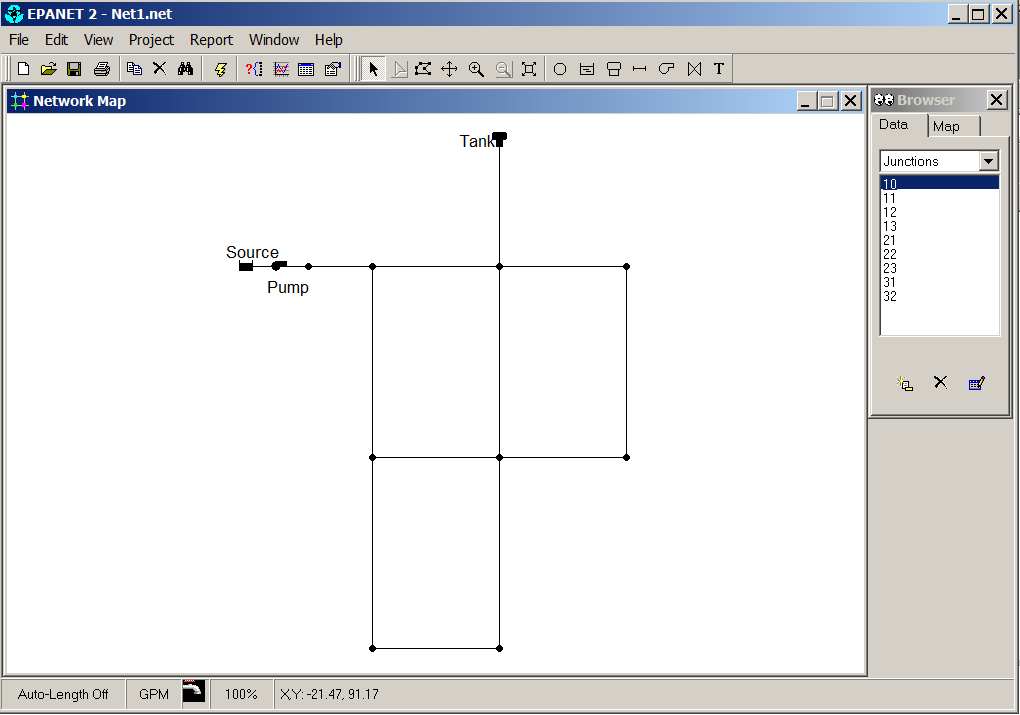 EPANET 2 - Net1.net
File Edit View Project Report Window Help
T
Network Map
Browser
Data Map
Junctions
10
11
12
13
21
22
23
31
32
Tank
Source
Pump
Auto-Length Off GPM 100% X,Y: -21.47, 91.17